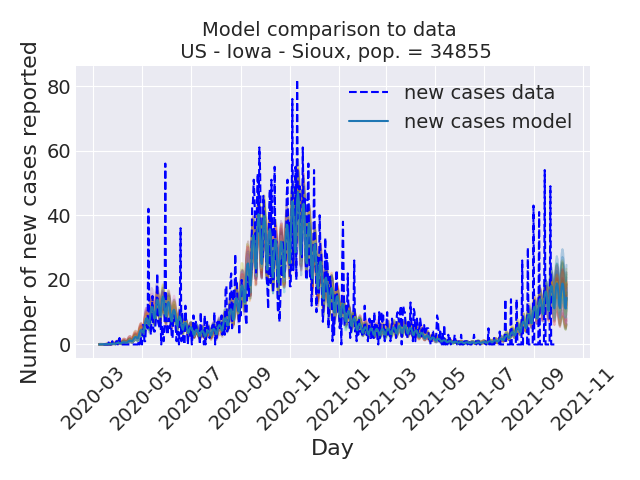 Model comparison to data
US - Iowa - Sioux, pop. = 34855
Number of new cases reported
80
60
40
20
0
new cases data
new cases model
2020-03
2020-05
2020-07
2020-09
2020-11
2021-01
2021-03
2021-05
2021-07
2021-09
2021-11
Day